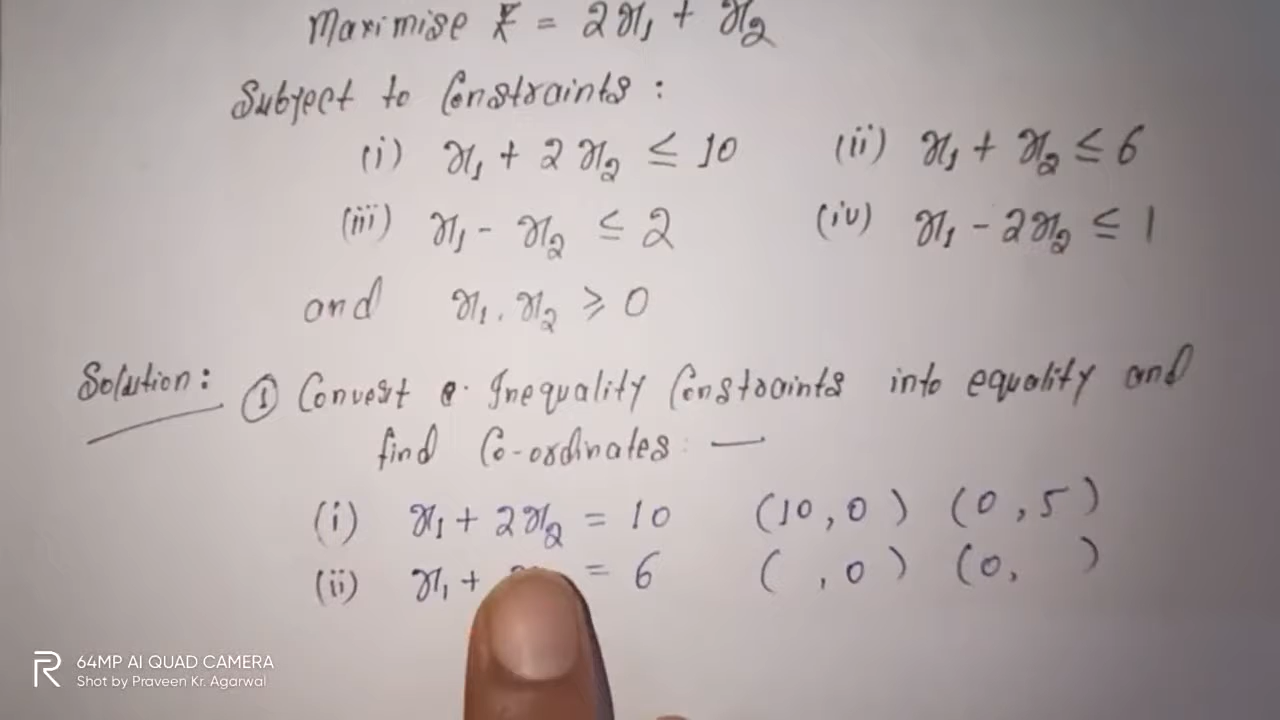 Maximise Z = 2x₁ + x₂
Subject to Constraints :
(i) x₁ + 2x₂ ≤ 10 (ii) x₁ + x₂ ≤ 6
(iii) x₁ - x₂ ≤ 2 (iv) x₁ - 2x₂ ≤ 1
and x₁, x₂ ≥ 0
Solution : ① Convert Inequality Constraints into equality and
find Co-ordinates : —
(i) x₁ + 2x₂ = 10 (10, 0) (0, 5)
(ii) x₁ + = 6 ( , 0) (0, )
64MP AI QUAD CAMERA
Shot by Praveen Kr. Agarwal